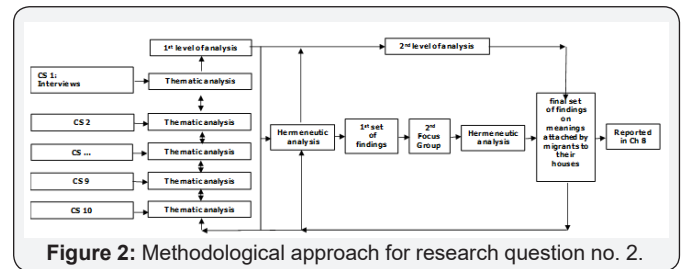 1st level of analysis
2nd level of analysis
CS 1:
Interviews
Thematic analysis
CS 2
Thematic analysis
CS ...
Thematic analysis
CS 9
Thematic analysis
CS 10
Thematic analysis
Hermeneutic
analysis
1st set
of
findings
2nd
Focus
Group
Hermeneutic
analysis
final set
of findings
on
meanings
attached by
migrants to
their
houses
Reported
in Ch 8
Figure 2: Methodological approach for research question no. 2.